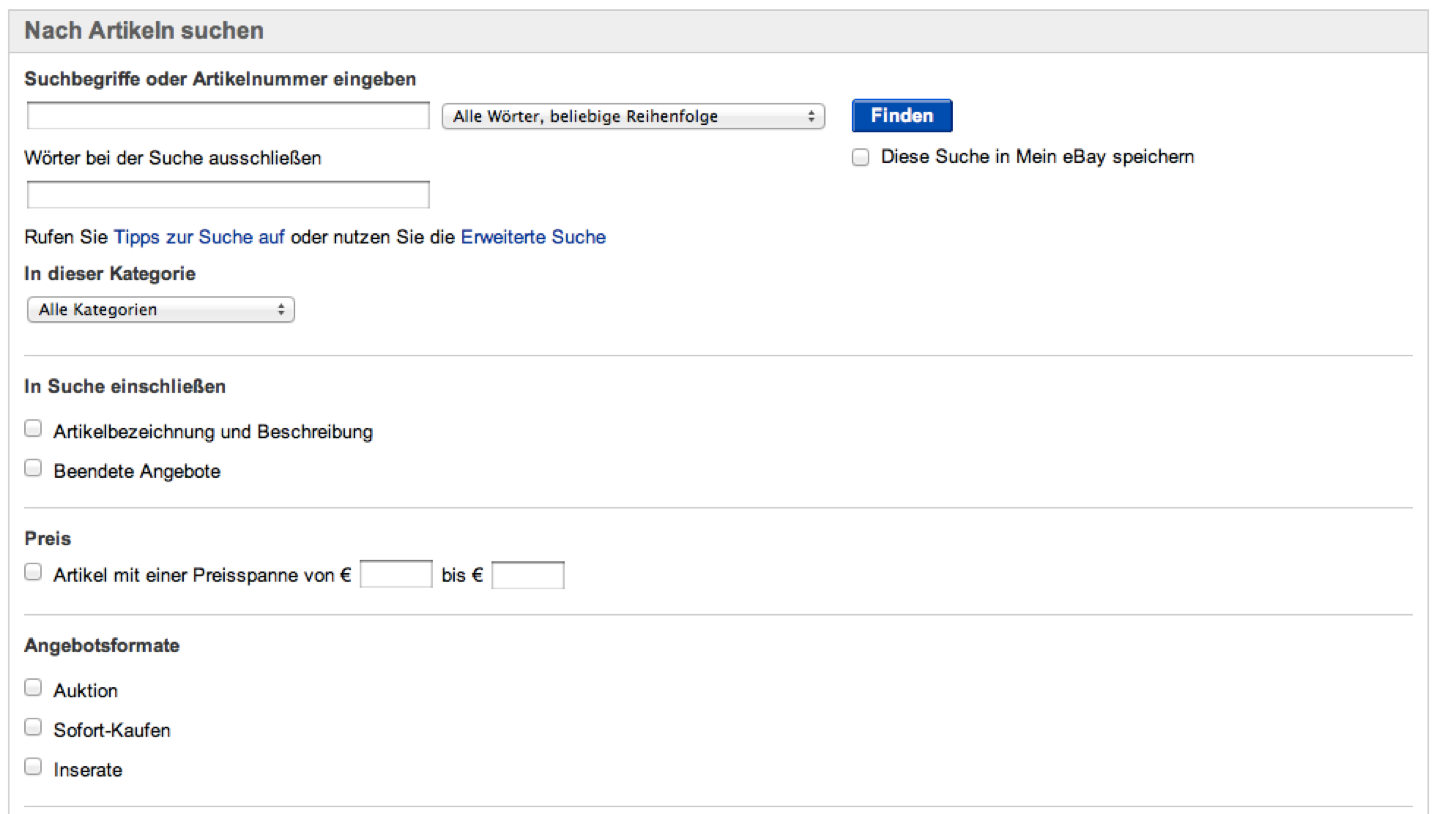 Nach Artikeln suchen
Suchbegriffe oder Artikelnummer eingeben
Alle Wörter, beliebige Reihenfolge
Finden
Wörter bei der Suche ausschließen
Diese Suche in Mein eBay speichern
Rufen Sie Tipps zur Suche auf oder nutzen Sie die Erweiterte Suche
In dieser Kategorie
Alle Kategorien
In Suche einschließen
Artikelbezeichnung und Beschreibung
Beendete Angebote
Preis
Artikel mit einer Preisspanne von € bis €
Angebotsformate
Auktion
Sofort-Kaufen
Inserate